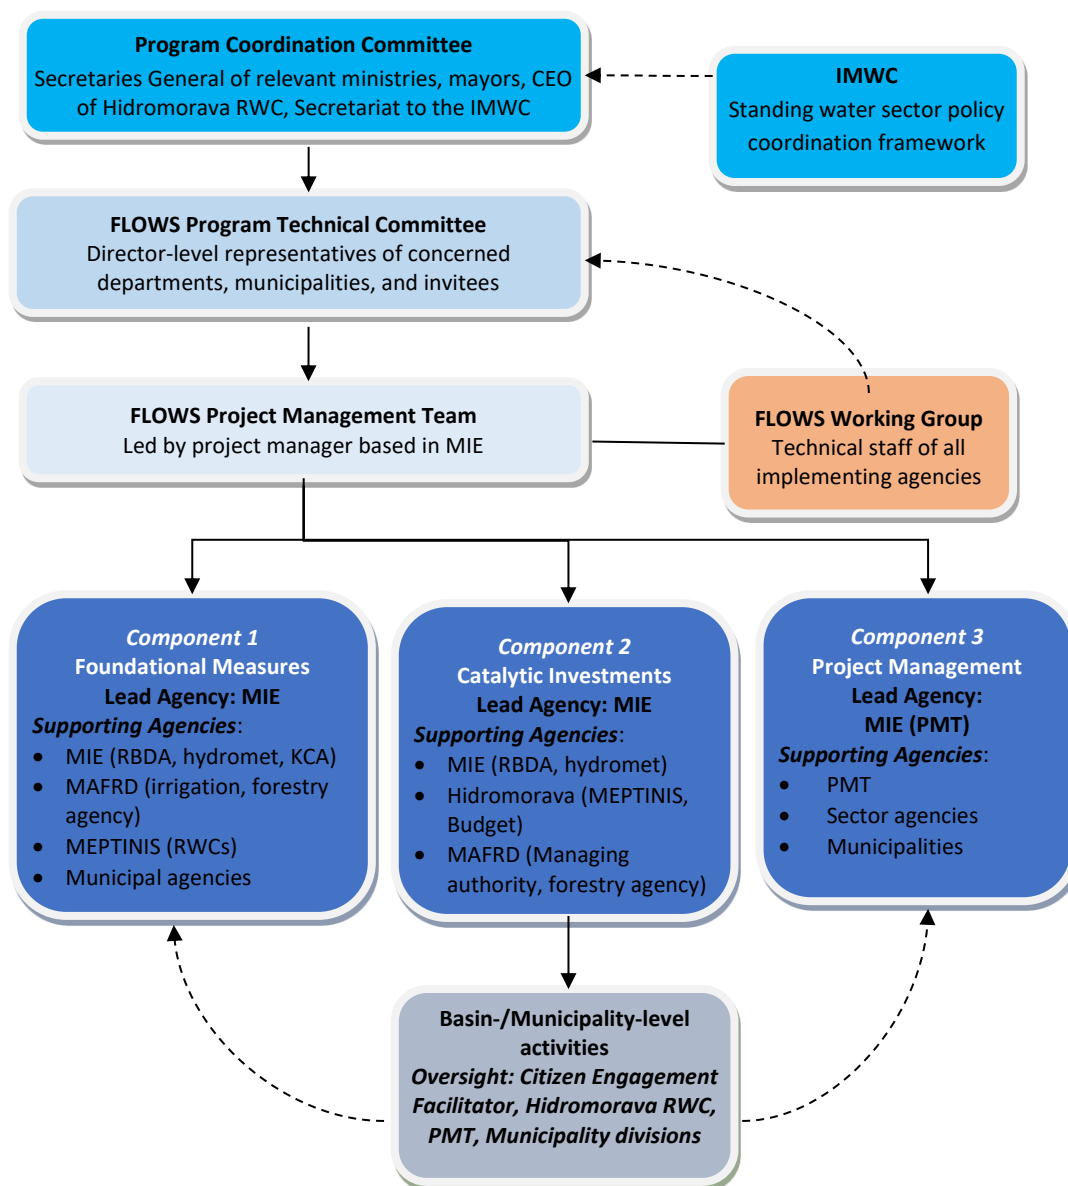 Program Coordination Committee
Secretaries General of relevant ministries, mayors, CEO
of Hidromorava RWC, Secretariat to the IMWC
IMWC
Standing water sector policy
coordination framework
FLOWS Program Technical Committee
Director-level representatives of concerned
departments, municipalities, and invitees
FLOWS Project Management Team
Led by project manager based in MIE
FLOWS Working Group
Technical staff of all
implementing agencies
Component 1
Foundational Measures
Lead Agency: MIE
Supporting Agencies:
• MIE (RBDA, hydromet, KCA)
• MAFRD (irrigation, forestry
agency)
• MEPTINIS (RWCs)
• Municipal agencies
Component 2
Catalytic Investments
Lead Agency: MIE
Supporting Agencies:
• MIE (RBDA, hydromet)
• Hidromorava (MEPTINIS,
Budget)
• MAFRD (Managing
authority, forestry agency)
Component 3
Project Management
Lead Agency:
MIE (PMT)
Supporting Agencies:
• PMT
• Sector agencies
• Municipalities
Basin-/Municipality-level
activities
Oversight: Citizen Engagement
Facilitator, Hidromorava RWC,
PMT, Municipality divisions